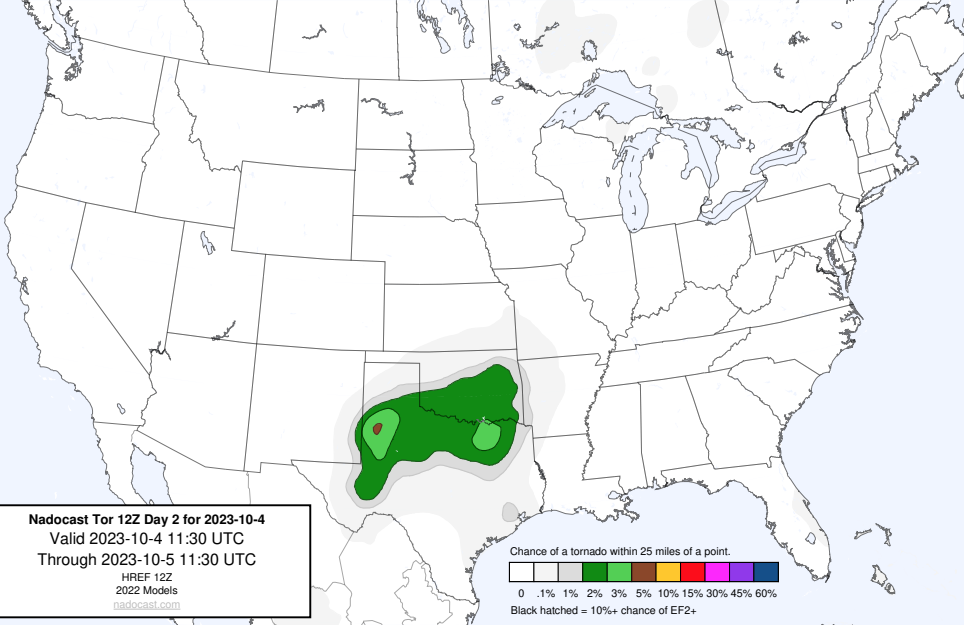 Nadocast Tor 12Z Day 2 for 2023-10-4
Valid 2023-10-4 11:30 UTC
Through 2023-10-5 11:30 UTC
HREF 12Z
2022 Models
nadocast.com
Chance of a tornado within 25 miles of a point.
0 .1% 1% 2% 3% 5% 10% 15% 30% 45% 60%
Black hatched = 10%+ chance of EF2+